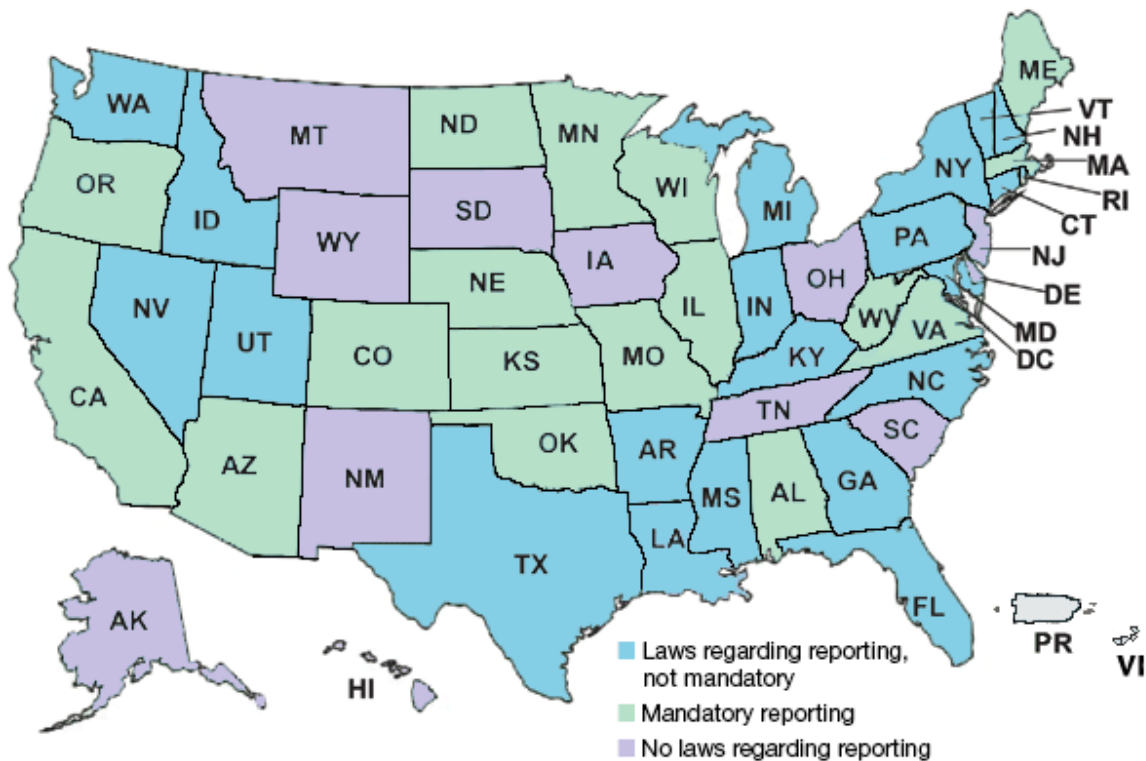 WA
MT
ND
MN
ME
VT
NH
MA
RI
CT
NJ
DE
MD
DC
OR
ID
WY
SD
WI
MI
NY
PA
NV
UT
CO
NE
IA
IL
IN
OH
WV
VA
CA
KS
MO
KY
NC
TN
SC
AZ
NM
OK
AR
MS
AL
GA
TX
LA
FL
AK
HI
PR
VI
Laws regarding reporting,
not mandatory
Mandatory reporting
No laws regarding reporting